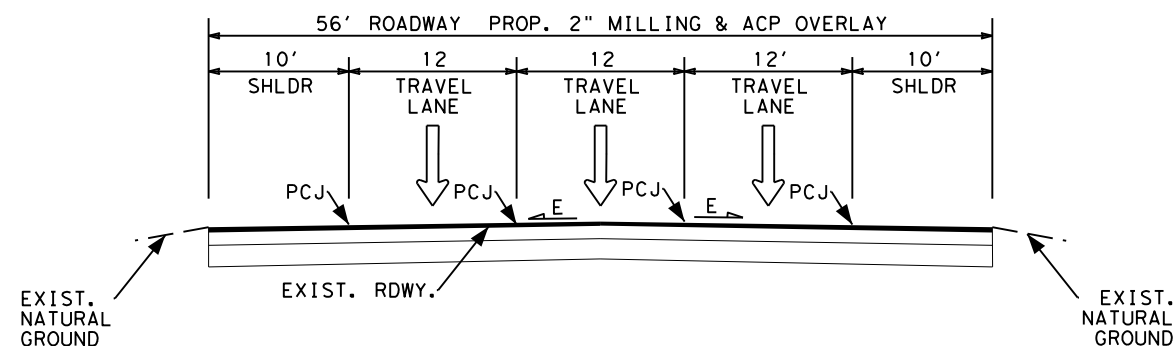 56' ROADWAY PROP. 2" MILLING & ACP OVERLAY
10' 12 12 12' 10'
SHLDR TRAVEL TRAVEL TRAVEL SHLDR
LANE LANE LANE
PCJ PCJ PCJ PCJ
E E
EXIST. RDWY.
EXIST.
NATURAL
GROUND
EXIST.
NATURAL
GROUND